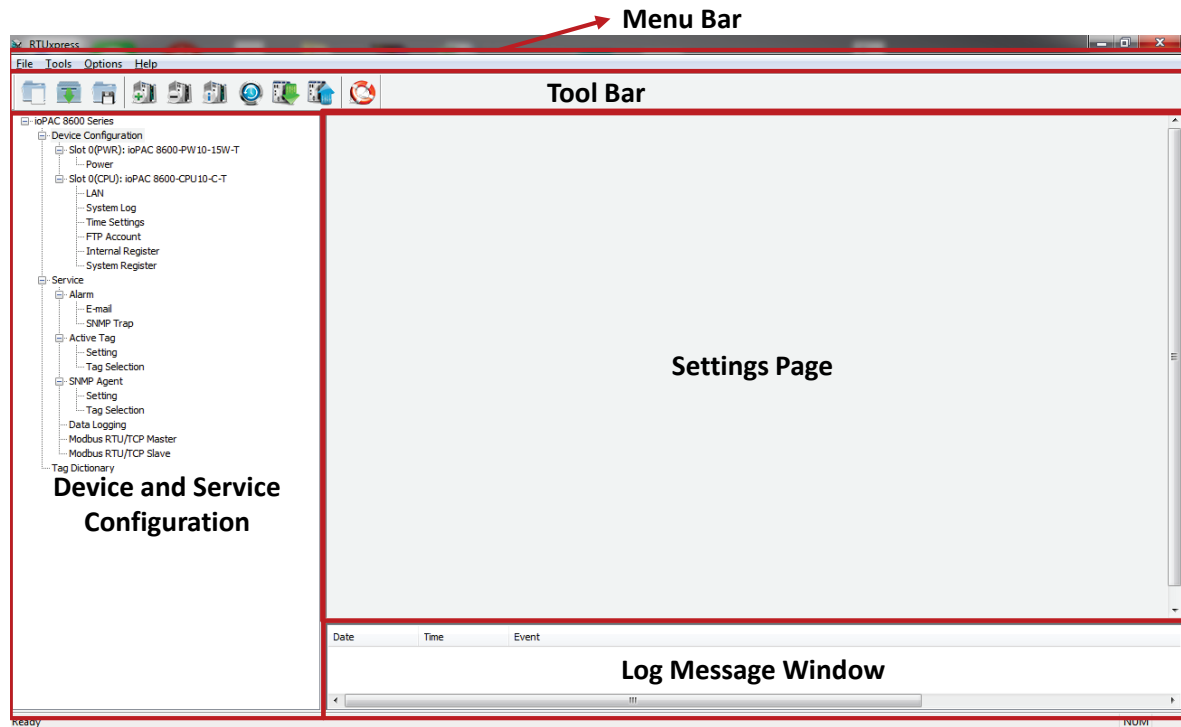 Menu Bar
RTUxpress
File Tools Options Help
Tool Bar
ioPAC 8600 Series
Device Configuration
Slot 0(PWR): ioPAC 8600-PW10-15W-T
Power
Slot 0(CPU): ioPAC 8600-CPU10-C-T
LAN
System Log
Time Settings
FTP Account
Internal Register
System Register
Service
Alarm
E-mail
SNMP Trap
Active Tag
Setting
Tag Selection
SNMP Agent
Setting
Tag Selection
Data Logging
Modbus RTU/TCP Master
Modbus RTU/TCP Slave
Tag Dictionary
Device and Service
Configuration
Settings Page
Date Time Event
Log Message Window
Ready NUM